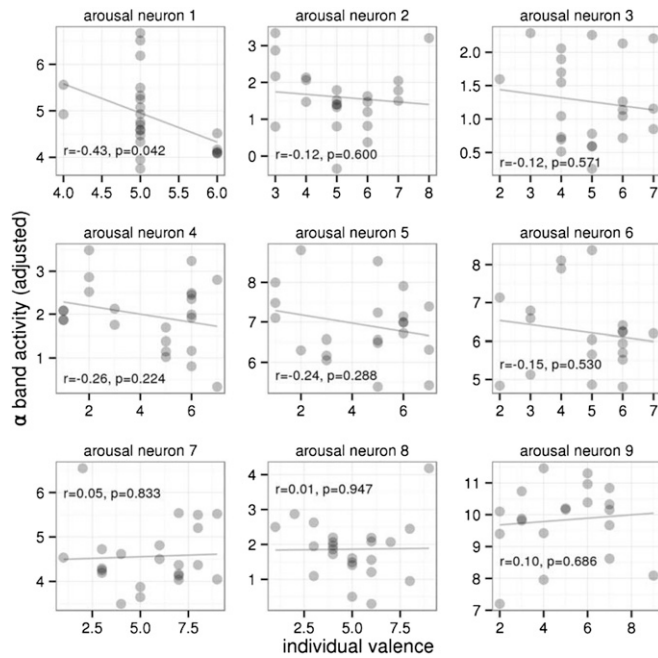 arousal neuron 1 arousal neuron 2 arousal neuron 3
6
5
4
r=-0.43, p=0.042
4.0 4.5 5.0 5.5 6.0
3
2
1
0
r=-0.12, p=0.600
3 4 5 6 7 8
2.0
1.5
1.0
0.5
r=-0.12, p=0.571
2 3 4 5 6 7
α band activity (adjusted)
arousal neuron 4 arousal neuron 5 arousal neuron 6
3
2
1
r=-0.26, p=0.224
2 4 6
8
7
6
r=-0.24, p=0.288
2 4 6
8
7
6
5
r=-0.15, p=0.530
2 3 4 5 6 7
arousal neuron 7 arousal neuron 8 arousal neuron 9
6
5
4
r=0.05, p=0.833
2.5 5.0 7.5
4
3
2
1
r=0.01, p=0.947
2.5 5.0 7.5
11
10
9
8
7
r=0.10, p=0.686
2 4 6 8
individual valence